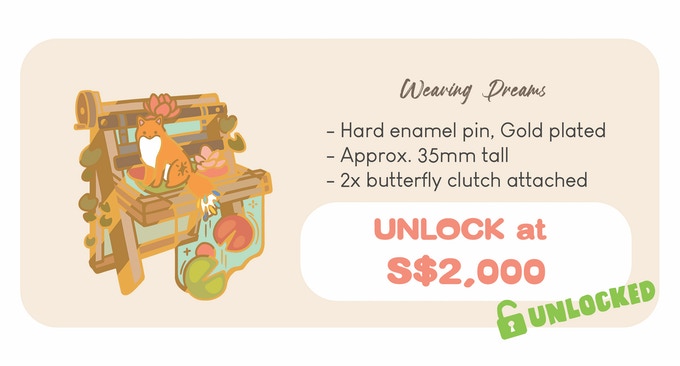 Weaving Dreams
- Hard enamel pin, Gold plated
- Approx. 35mm tall
- 2x butterfly clutch attached
UNLOCK at
S$2,000
UNLOCKED